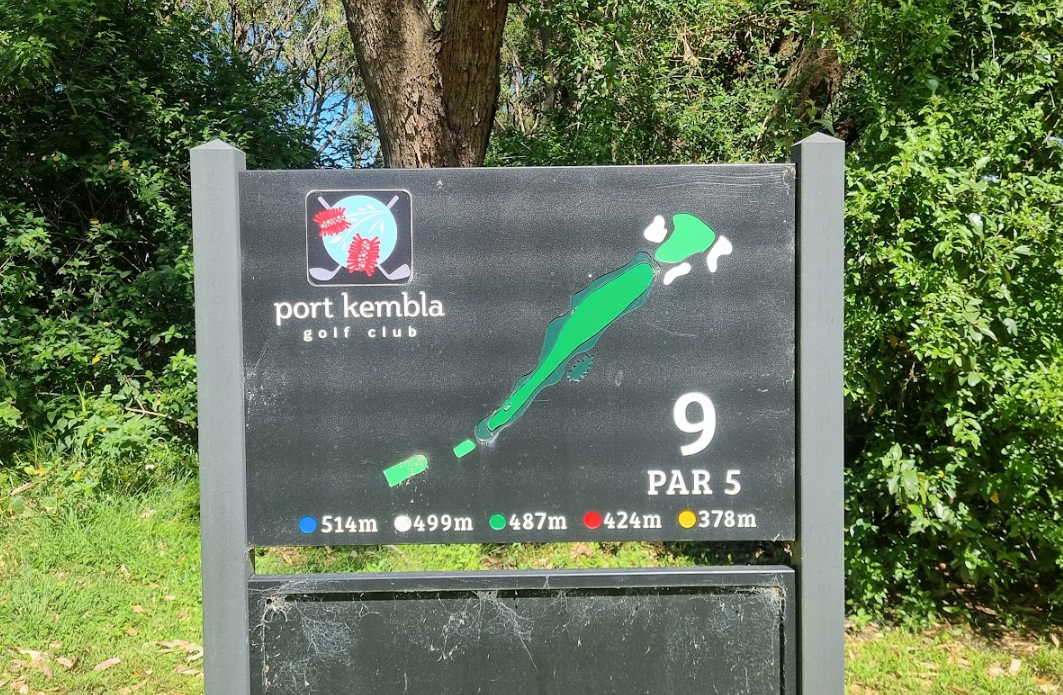 port kembla
golf club
9
PAR 5
514m 499m 487m 424m 378m